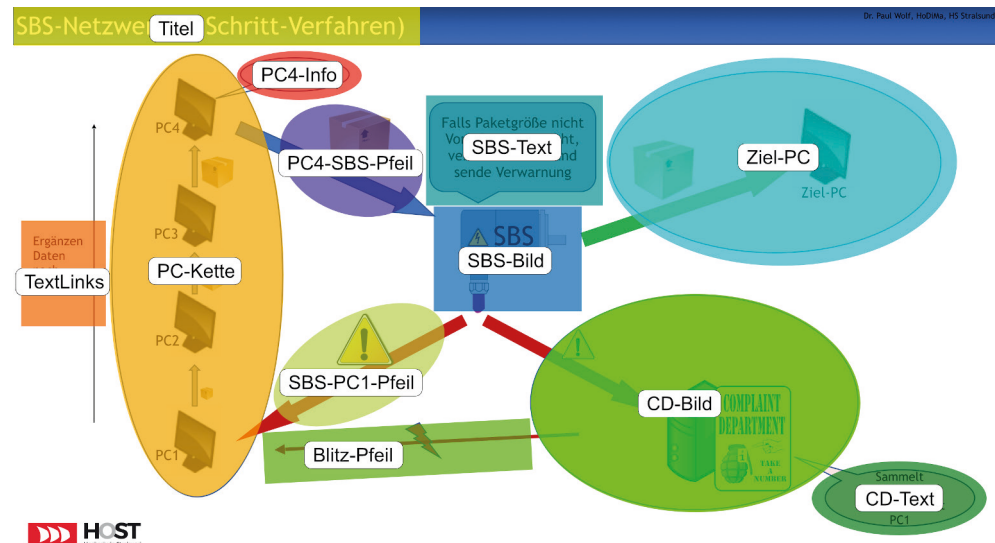 SBS-Netzwe
Titel
Schritt-Verfahren)
Dr. Paul Wolf, HoDiMa, HS Stralsund
PC4-Info
PC4
PC4-SBS-Pfeil
Falls Paketgröße nicht
SBS-Text
sende Verwarnung
Ziel-PC
Ziel-PC
PC3
Ergänzen
Daten
TextLinks
PC-Kette
SBS
SBS-Bild
PC2
SBS-PC1-Pfeil
CD-Bild
COMPLAINT
DEPARTMENT
1
TAKE
A
NUMBER
PC1
Blitz-Pfeil
Sammelt
CD-Text
PC1
HOST